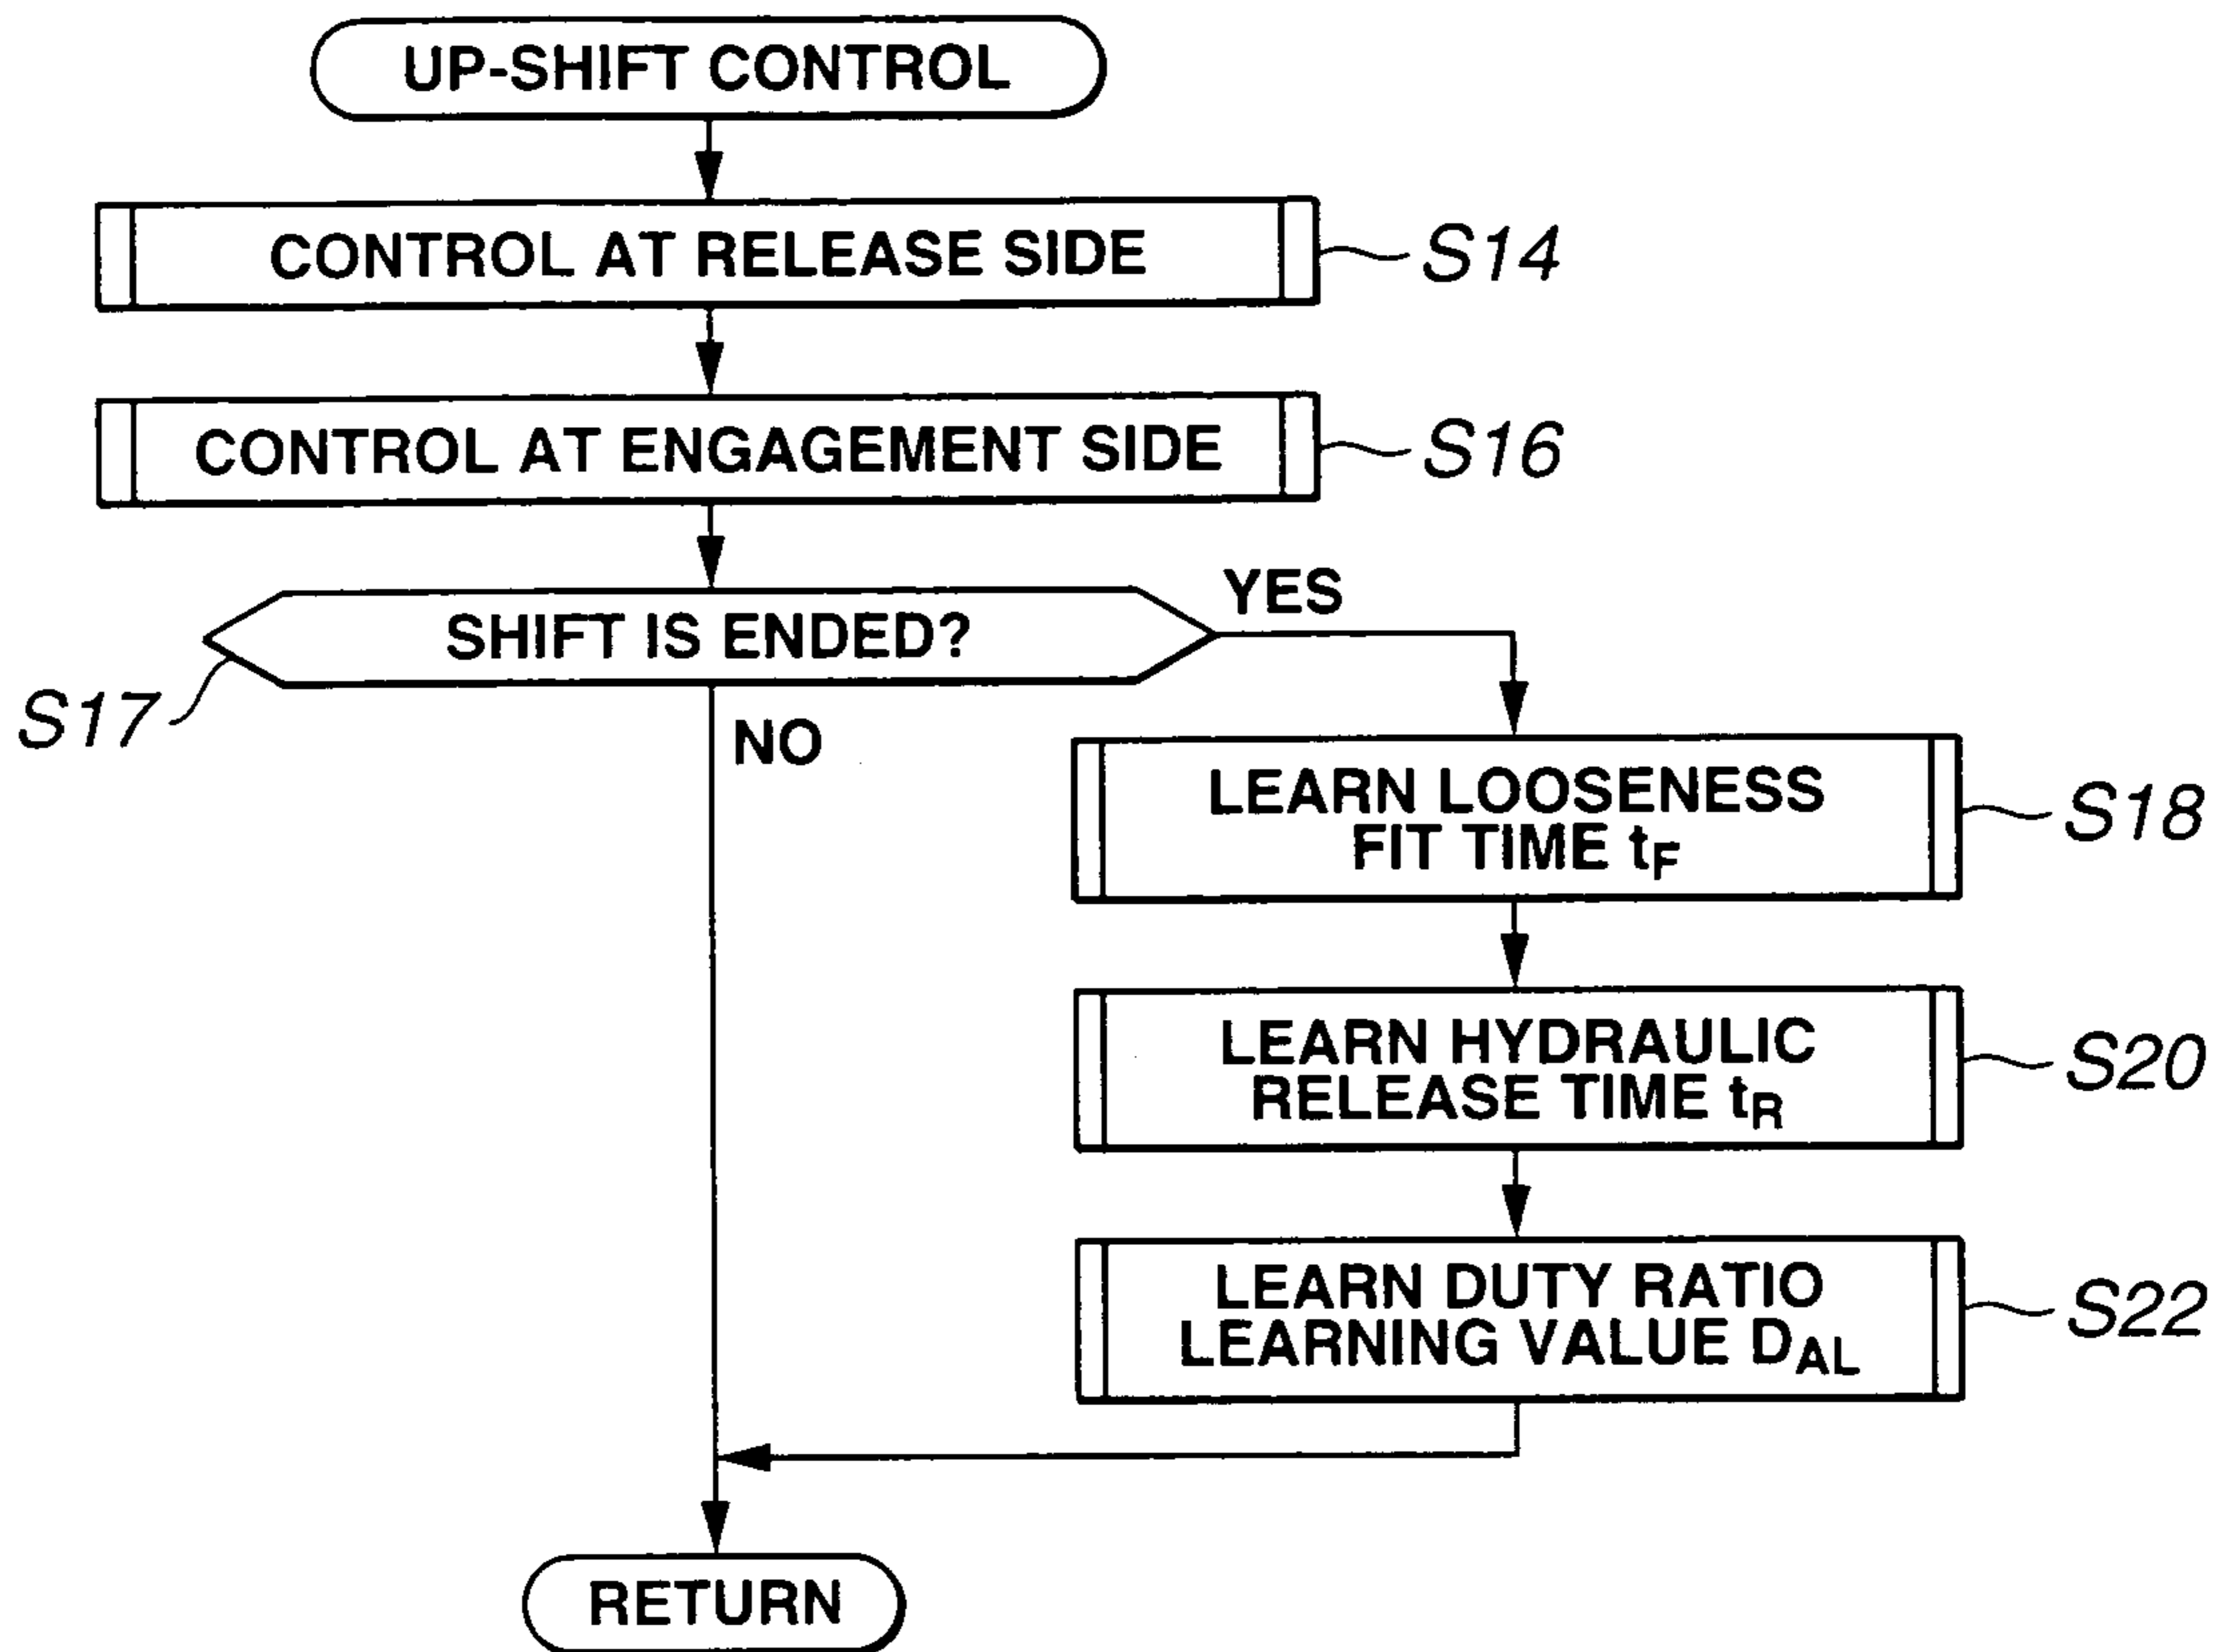 UP-SHIFT CONTROL
CONTROL AT RELEASE SIDE
S14
CONTROL AT ENGAGEMENT SIDE
S16
SHIFT IS ENDED?
YES
S17
NO
LEARN LOOSENESS
FIT TIME tF
S18
LEARN HYDRAULIC
RELEASE TIME tR
S20
LEARN DUTY RATIO
LEARNING VALUE DAL
S22
RETURN